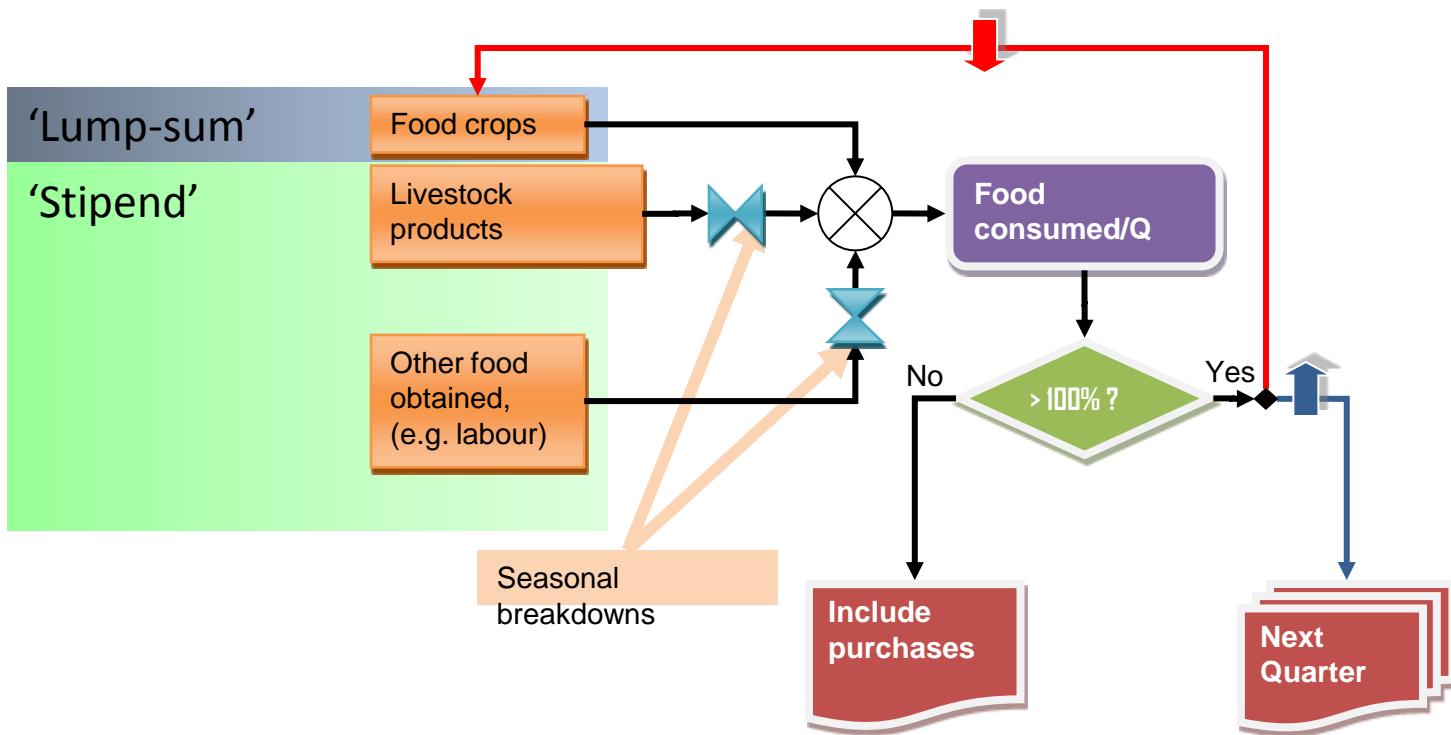 ‘Lump-sum’
Food crops
‘Stipend’
Livestock
products
Food
consumed/Q
Other food
obtained,
(e.g. labour)
No
> 100% ?
Yes
Seasonal
breakdowns
Include
purchases
Next
Quarter